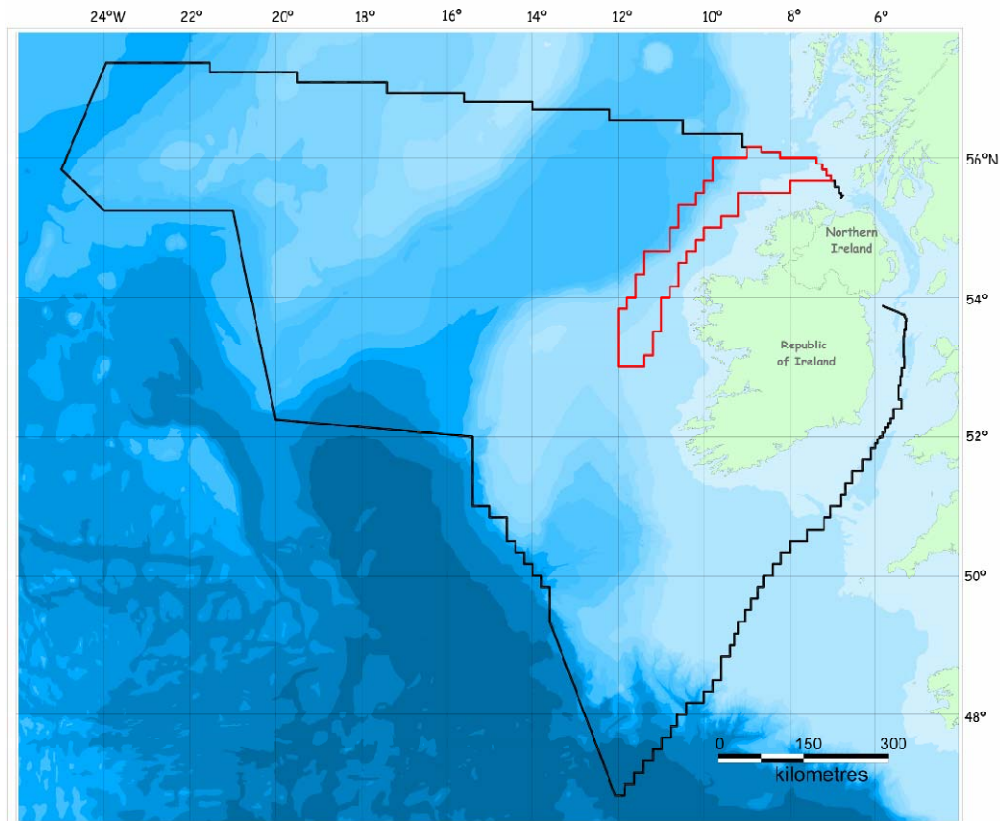 24°W 22° 20° 18° 16° 14° 12° 10° 8° 6°
56°N
Northern
Ireland
54°
Republic
of Ireland
52°
50°
48°
0 150 300
kilometres